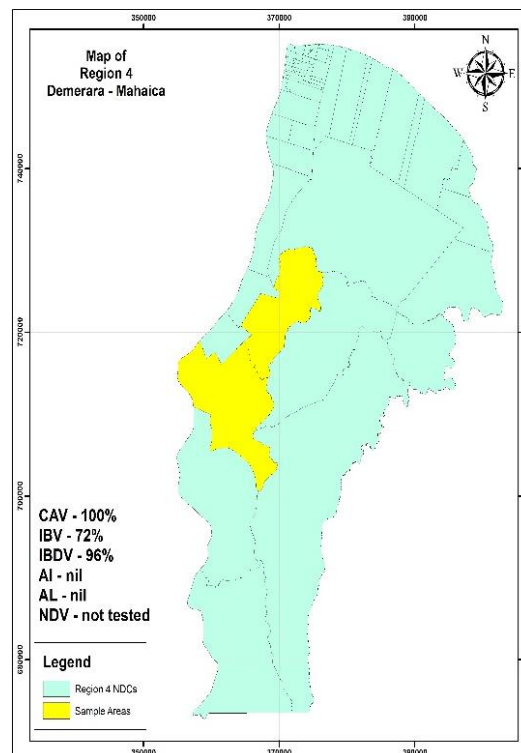 350000 370000 390000
Map of
Region 4
Demerara - Mahaica
N
W E
S
740000
720000
700000
680000
CAV - 100%
IBV - 72%
IBDV - 96%
AI - nil
AL - nil
NDV - not tested
Legend
Region 4 NDCs
Sample Areas
350000 370000 390000